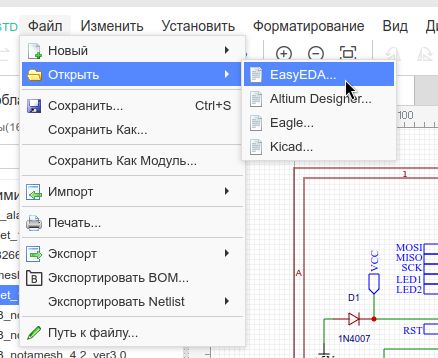 STD
Файл Изменить Установить Форматирование Вид
Новый
Открыть
EasyEDA...
Altium Designer...
Eagle...
Kicad...
Сохранить... Ctrl+S
Сохранить Как...
Сохранить Как Модуль...
Импорт
Печать...
Экспорт
Экспортировать BOM...
Экспортировать Netlist
Путь к файлу...
100
1
A
MOSI
MISO
SCK
LED1
LED2
VCC
D1
1N4007
RST
notamesh_4.2_ver3.0